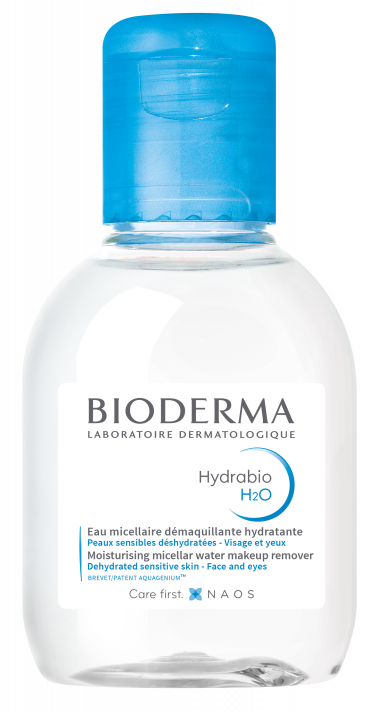 BIODERMA
LABORATOIRE DERMATOLOGIQUE
Hydrabio
H2O
Eau micellaire démaquillante hydratante
Peaux sensibles déshydratées - Visage et yeux
Moisturising micellar water makeup remover
Dehydrated sensitive skin - Face and eyes
BREVET/PATENT AQUAGENIUM™
Care first. NAOS